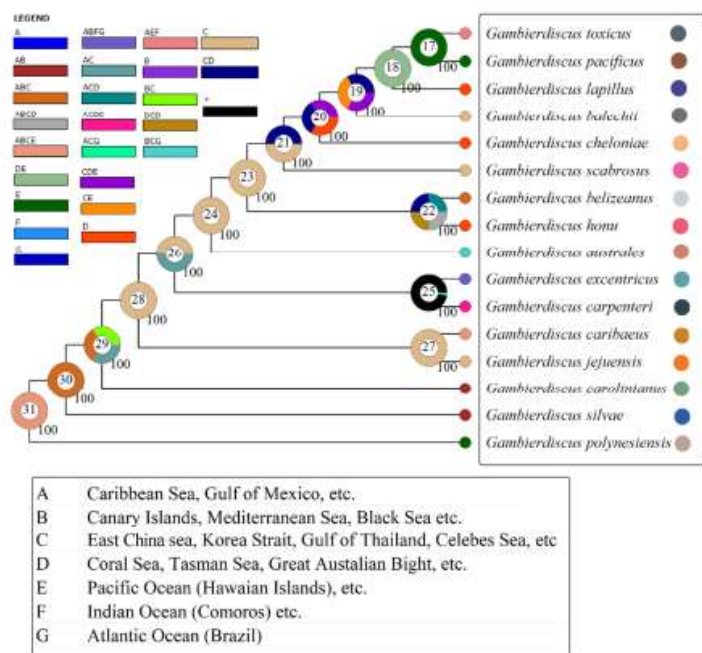 LEGEND
A ABFG AEF C
AB AC B CD
ABC ACD BC *
ABCD ACDG BCD
ABCE ACG BCG
DE CDE
E CE
F D
G
17 Gambierdiscus toxicus
100 Gambierdiscus pacificus
18
100 Gambierdiscus lapillus
19
100 Gambierdiscus balechii
20
100 Gambierdiscus cheloniae
21
100 Gambierdiscus scabrosus
23
100
22 Gambierdiscus belizeanus
100 Gambierdiscus honu
24
100 Gambierdiscus australes
26
100
25 Gambierdiscus excentricus
100 Gambierdiscus carpenteri
28
100
27 Gambierdiscus caribaeus
100 Gambierdiscus jejuensis
29
100 Gambierdiscus carolinianus
30
100 Gambierdiscus silvae
31
100 Gambierdiscus polynesiensis
A Caribbean Sea, Gulf of Mexico, etc.
B Canary Islands, Mediterranean Sea, Black Sea etc.
C East China sea, Korea Strait, Gulf of Thailand, Celebes Sea, etc
D Coral Sea, Tasman Sea, Great Austalian Bight, etc.
E Pacific Ocean (Hawaian Islands), etc.
F Indian Ocean (Comoros) etc.
G Atlantic Ocean (Brazil)